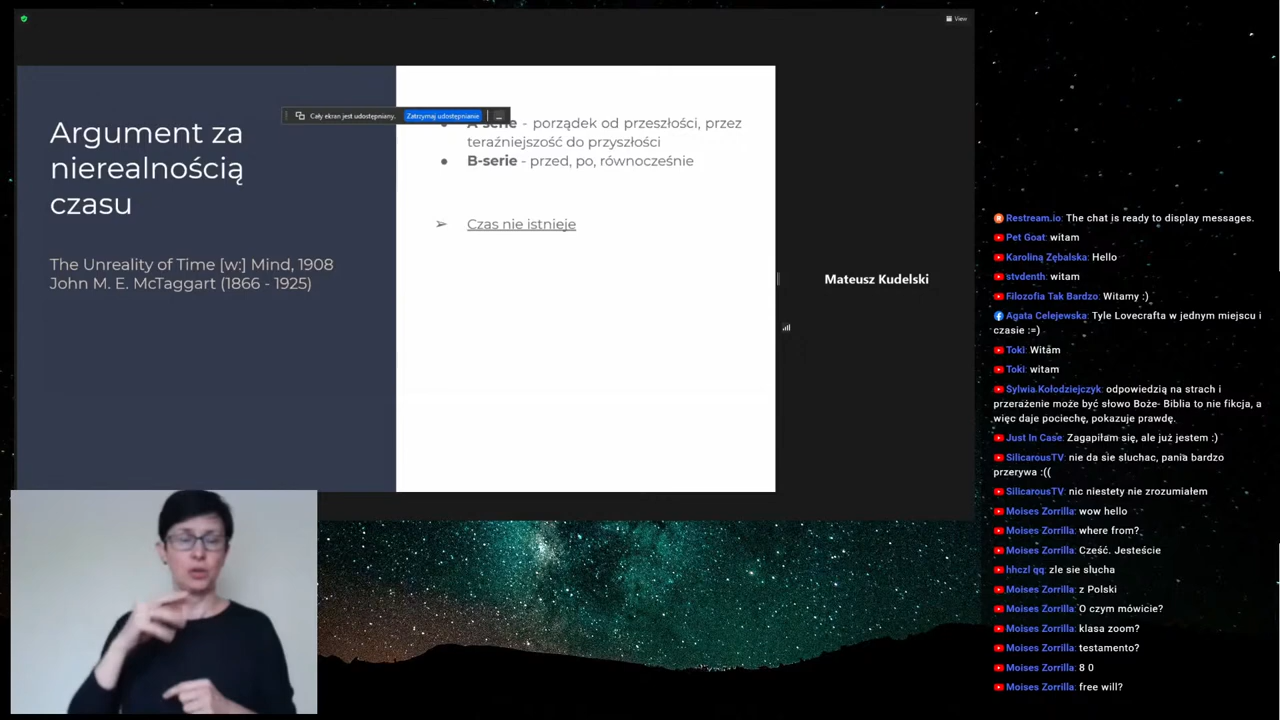 View
Cały ekran jest udostępniany.
Zatrzymaj udostępnianie
...
Argument za
nierealnością
czasu
The Unreality of Time [w:] Mind, 1908
John M. E. McTaggart (1866 - 1925)
● A-serie - porządek od przeszłości, przez
teraźniejszość do przyszłości
● B-serie - przed, po, równocześnie
➢ Czas nie istnieje
Mateusz Kudelski
Restream.io: The chat is ready to display messages.
Pet Goat: witam
Karolina Zębalska: Hello
stvdenth: witam
Filozofia Tak Bardzo: Witamy :)
Agata Celejewska: Tyle Lovecrafta w jednym miejscu i
czasie :=)
Toki: Witam
Toki: witam
Sylwia Kołodziejczyk: odpowiedzią na strach i
przerażenie może być słowo Boże- Biblia to nie fikcja, a
więc daje pociechę, pokazuje prawdę.
Just In Case: Zagapiłam się, ale już jestem :)
SilicarousTV: nie da sie sluchac, pania bardzo
przerywa :((
SilicarousTV: nic niestety nie zrozumiałem
Moises Zorrilla: wow hello
Moises Zorrilla: where from?
Moises Zorrilla: Cześć. Jesteście
hhczl qq: zle sie slucha
Moises Zorrilla: z Polski
Moises Zorrilla: O czym mówicie?
Moises Zorrilla: klasa zoom?
Moises Zorrilla: testamento?
Moises Zorrilla: 8 0
Moises Zorrilla: free will?